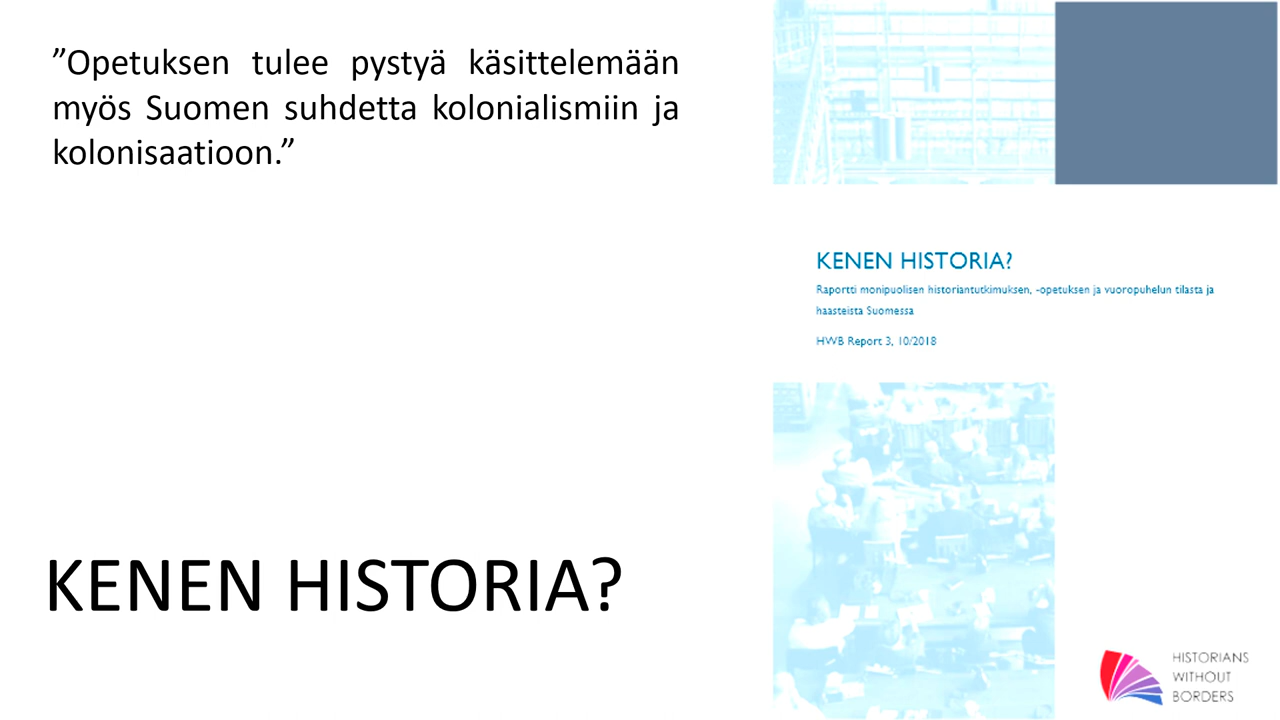 ”Opetuksen tulee pystyä käsittelemään
myös Suomen suhdetta kolonialismiin ja
kolonisaatioon.”
KENEN HISTORIA?
KENEN HISTORIA?
Raportti monipuolisen historiantutkimuksen, -opetuksen ja vuoropuhelun tilasta ja
haasteista Suomessa
HWB Report 3, 10/2018
HISTORIANS
WITHOUT
BORDERS